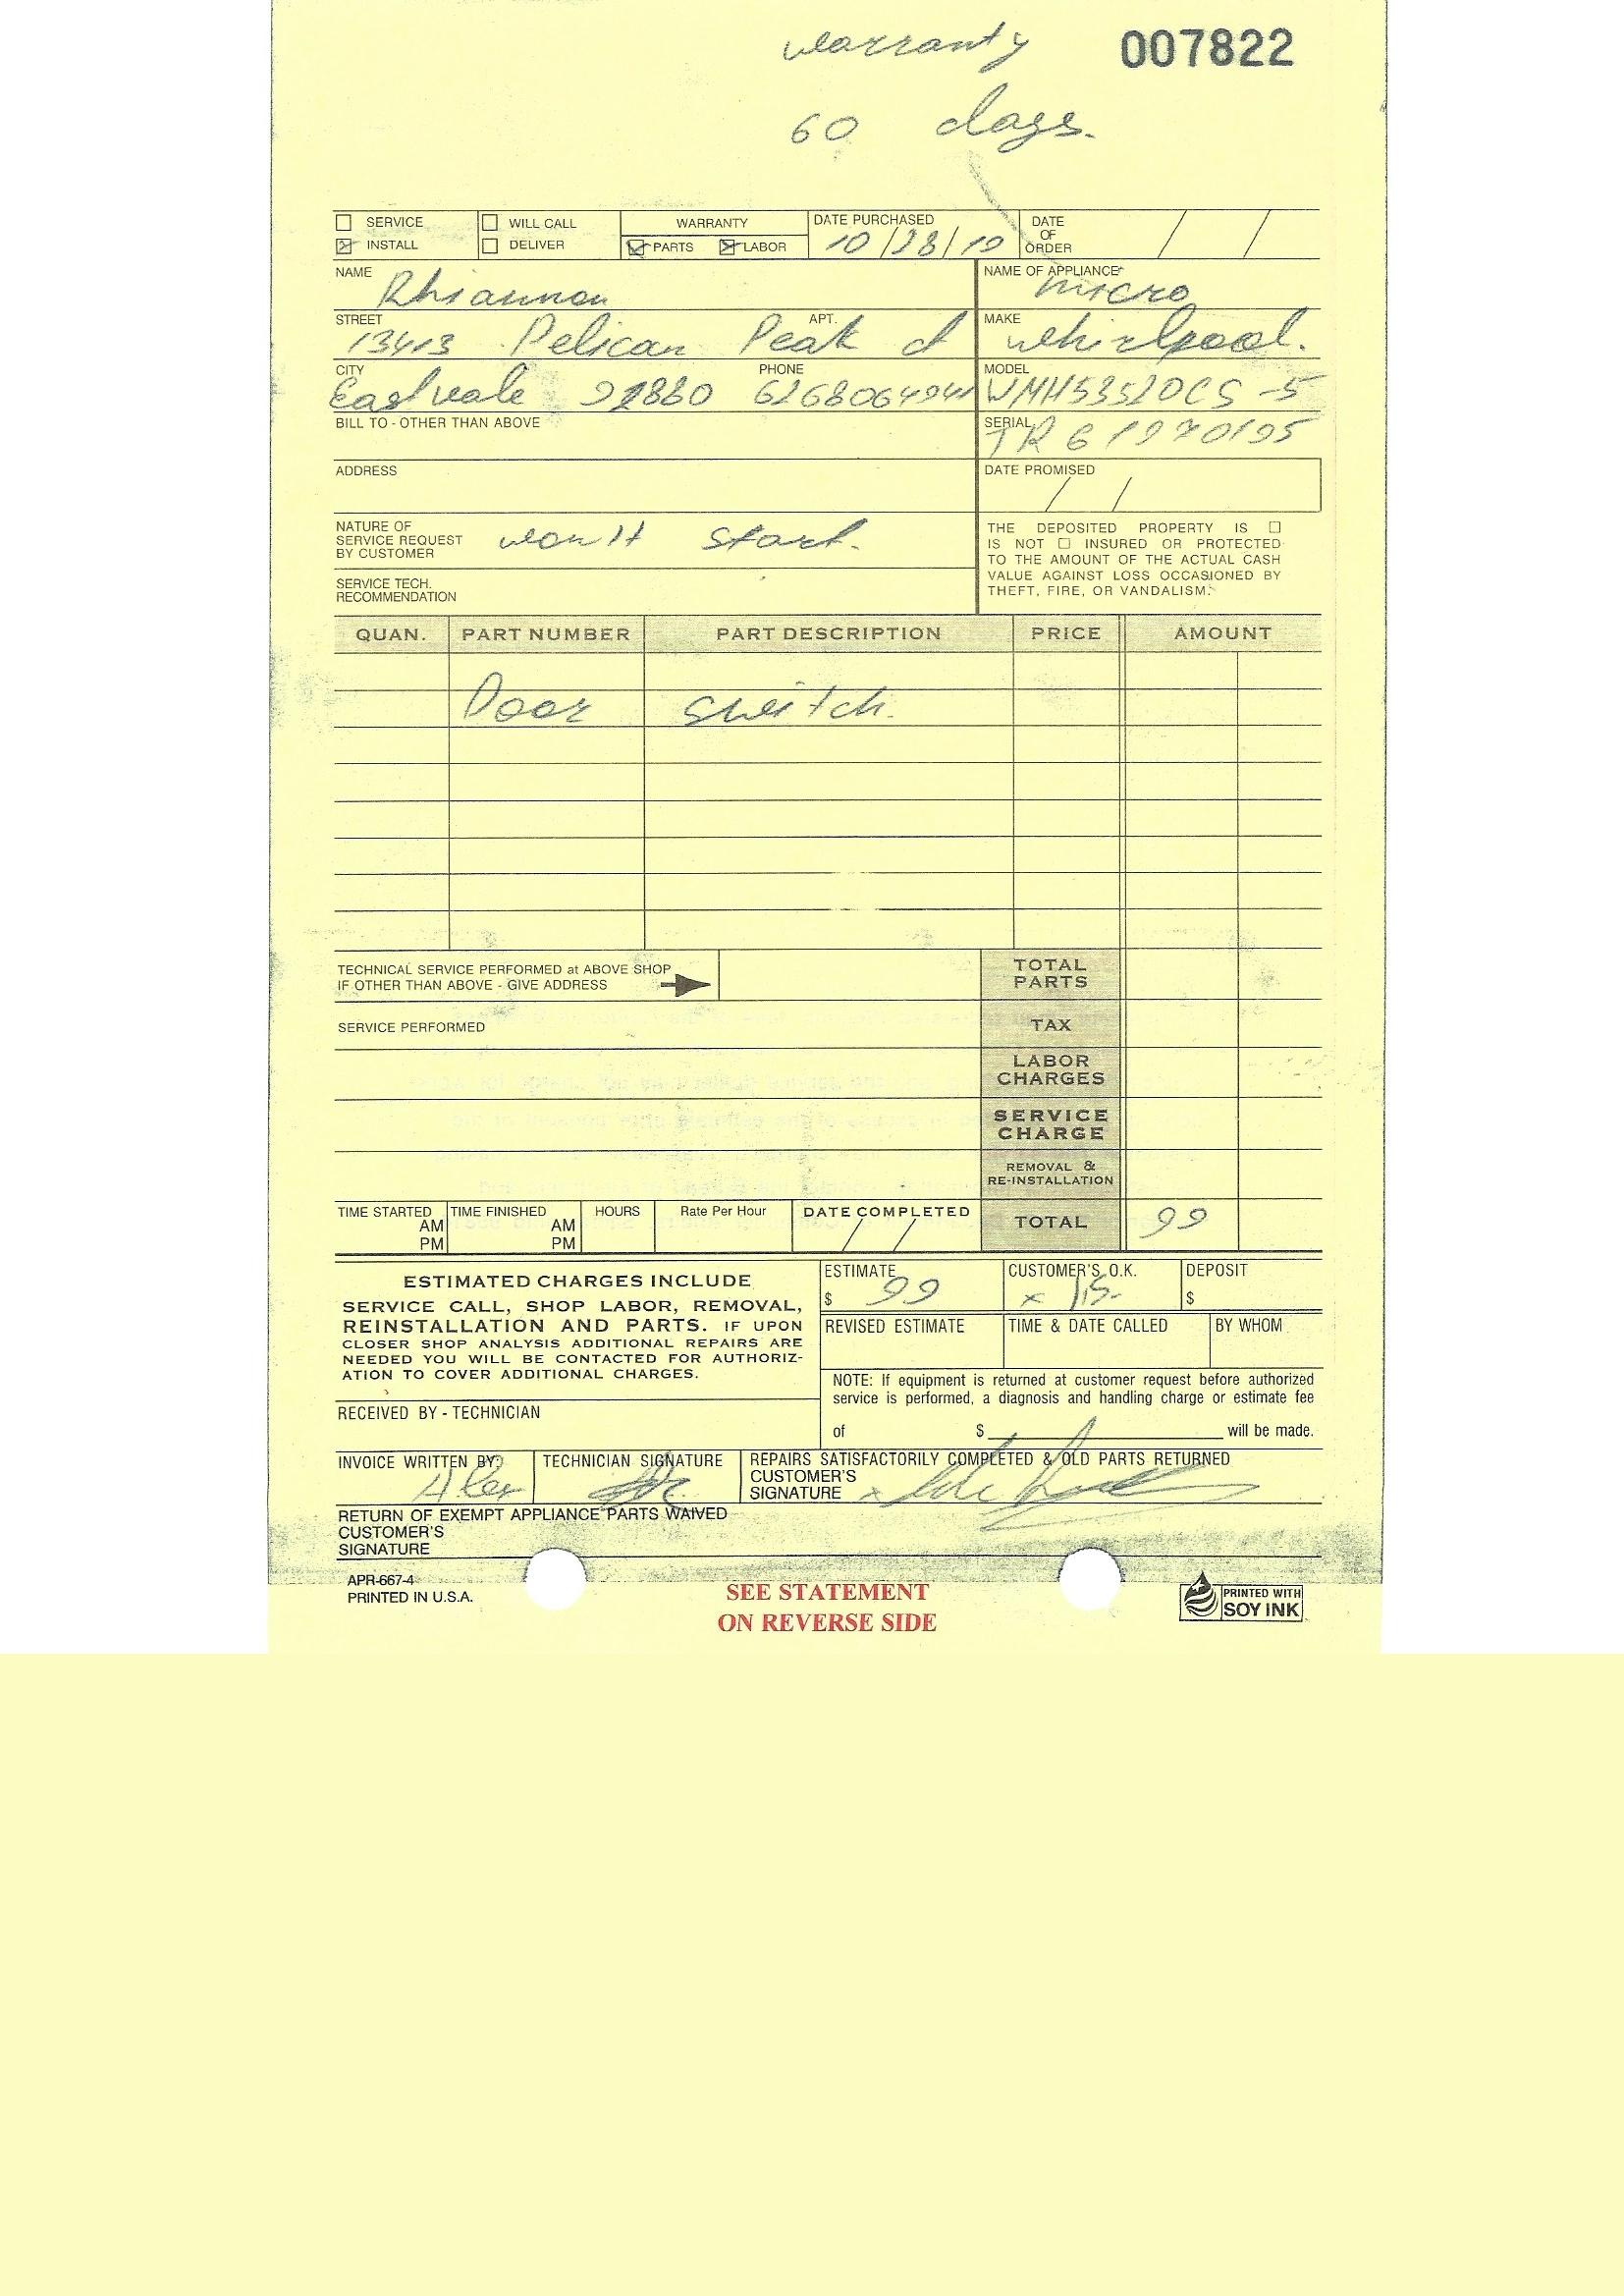 warranty 007822
60 days.
SERVICE WILL CALL WARRANTY DATE PURCHASED DATE OF ORDER / /
INSTALL DELIVER PARTS LABOR 10/28/19
NAME Rhiannon NAME OF APPLIANCE micro
STREET 13413 Pelican Peak ct APT. MAKE whirlpool.
CITY Eastvale 92880 PHONE 6268064941 MODEL WMH53520CS-5
BILL TO - OTHER THAN ABOVE SERIAL TR61970195
ADDRESS DATE PROMISED / /
NATURE OF
SERVICE REQUEST won't start.
BY CUSTOMER
THE DEPOSITED PROPERTY IS
IS NOT INSURED OR PROTECTED
TO THE AMOUNT OF THE ACTUAL CASH
VALUE AGAINST LOSS OCCASIONED BY
THEFT, FIRE, OR VANDALISM.
SERVICE TECH.
RECOMMENDATION
QUAN. PART NUMBER PART DESCRIPTION PRICE AMOUNT
Door switch.
TECHNICAL SERVICE PERFORMED at ABOVE SHOP
IF OTHER THAN ABOVE - GIVE ADDRESS
TOTAL
PARTS
SERVICE PERFORMED TAX
LABOR
CHARGES
SERVICE
CHARGE
REMOVAL &
RE-INSTALLATION
TIME STARTED AM PM TIME FINISHED AM PM HOURS Rate Per Hour DATE COMPLETED / / TOTAL 99
ESTIMATED CHARGES INCLUDE
SERVICE CALL, SHOP LABOR, REMOVAL,
REINSTALLATION AND PARTS. IF UPON
CLOSER SHOP ANALYSIS ADDITIONAL REPAIRS ARE
NEEDED YOU WILL BE CONTACTED FOR AUTHORIZ-
ATION TO COVER ADDITIONAL CHARGES.
ESTIMATE $ 99 CUSTOMER'S O.K. x DEPOSIT $
REVISED ESTIMATE TIME & DATE CALLED BY WHOM
NOTE: If equipment is returned at customer request before authorized
service is performed, a diagnosis and handling charge or estimate fee
of $ will be made.
RECEIVED BY - TECHNICIAN
INVOICE WRITTEN BY: Alex TECHNICIAN SIGNATURE REPAIRS SATISFACTORILY COMPLETED & OLD PARTS RETURNED
CUSTOMER'S
SIGNATURE x
RETURN OF EXEMPT APPLIANCE PARTS WAIVED
CUSTOMER'S
SIGNATURE
APR-667-4
PRINTED IN U.S.A.
SEE STATEMENT
ON REVERSE SIDE
PRINTED WITH
SOY INK